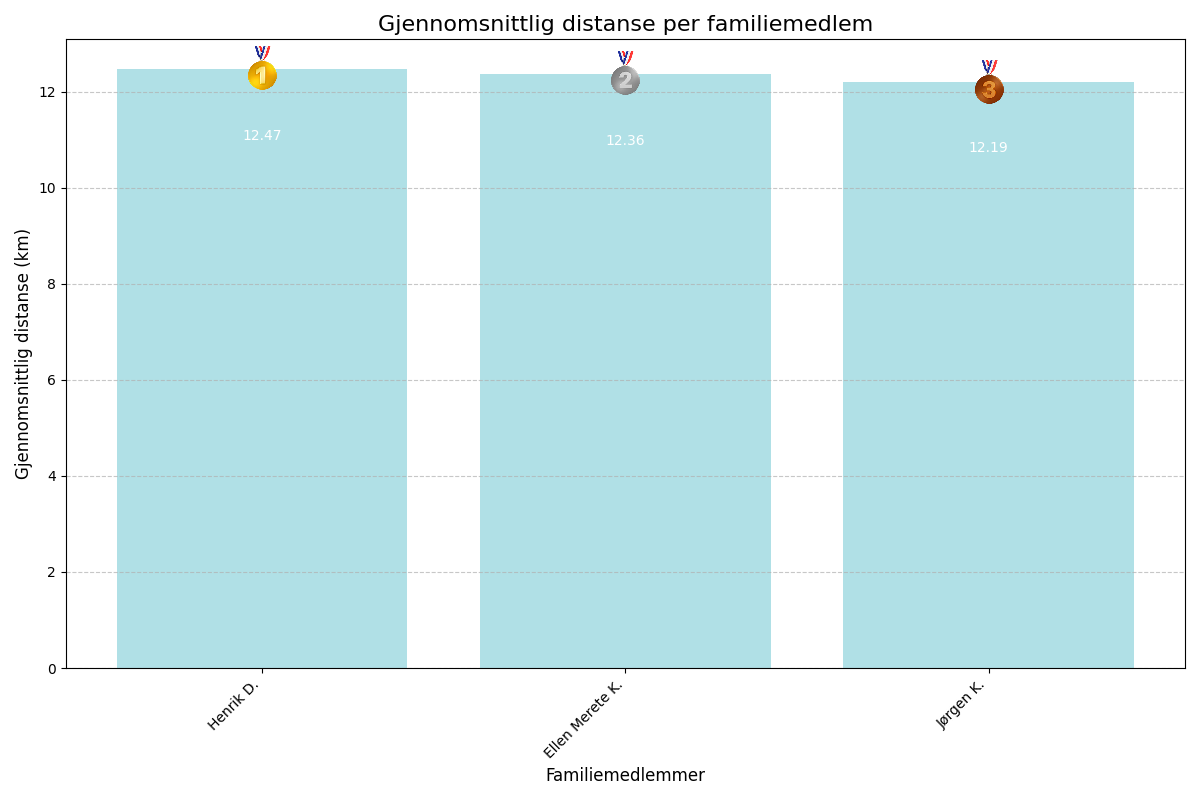 Gjennomsnittlig distanse per familiemedlem
1
2
3
12.47
12.36
12.19
12
10
8
6
4
2
0
Gjennomsnittlig distanse (km)
Henrik D.
Ellen Merete K.
Jørgen K.
Familiemedlemmer